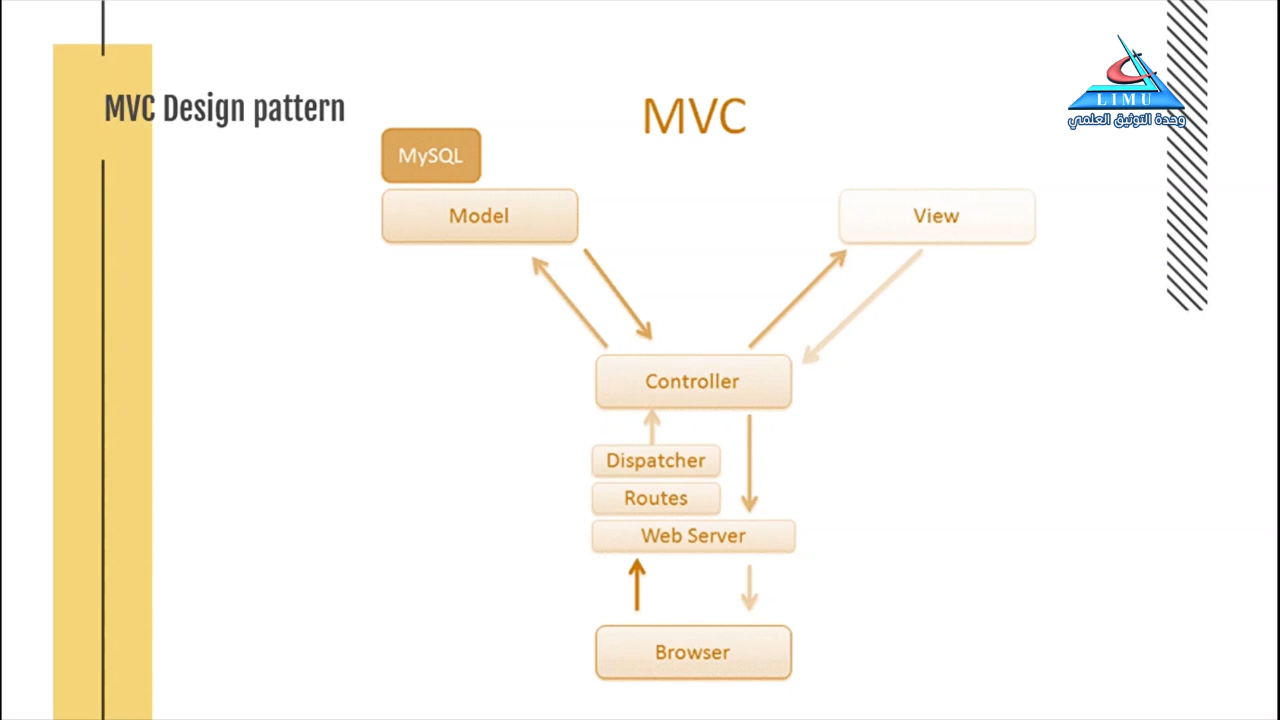 MVC Design pattern
MVC
LIMU
وحدة التوثيق العلمي
MySQL
Model
View
Controller
Dispatcher
Routes
Web Server
Browser